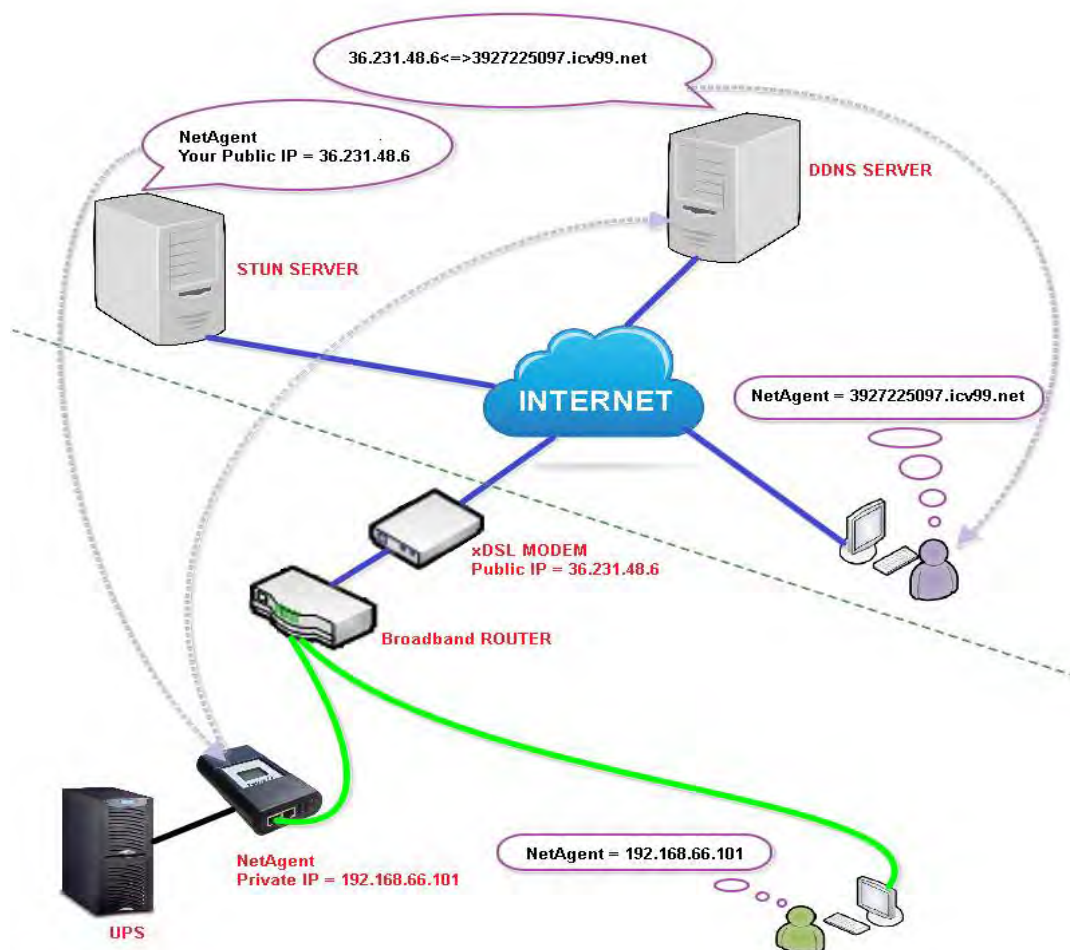 36.231.48.6<=>3927225097.icv99.net
NetAgent
Your Public IP = 36.231.48.6
DDNS SERVER
STUN SERVER
INTERNET
NetAgent = 3927225097.icv99.net
xDSL MODEM
Public IP = 36.231.48.6
Broadband ROUTER
NetAgent = 192.168.66.101
NetAgent
Private IP = 192.168.66.101
UPS